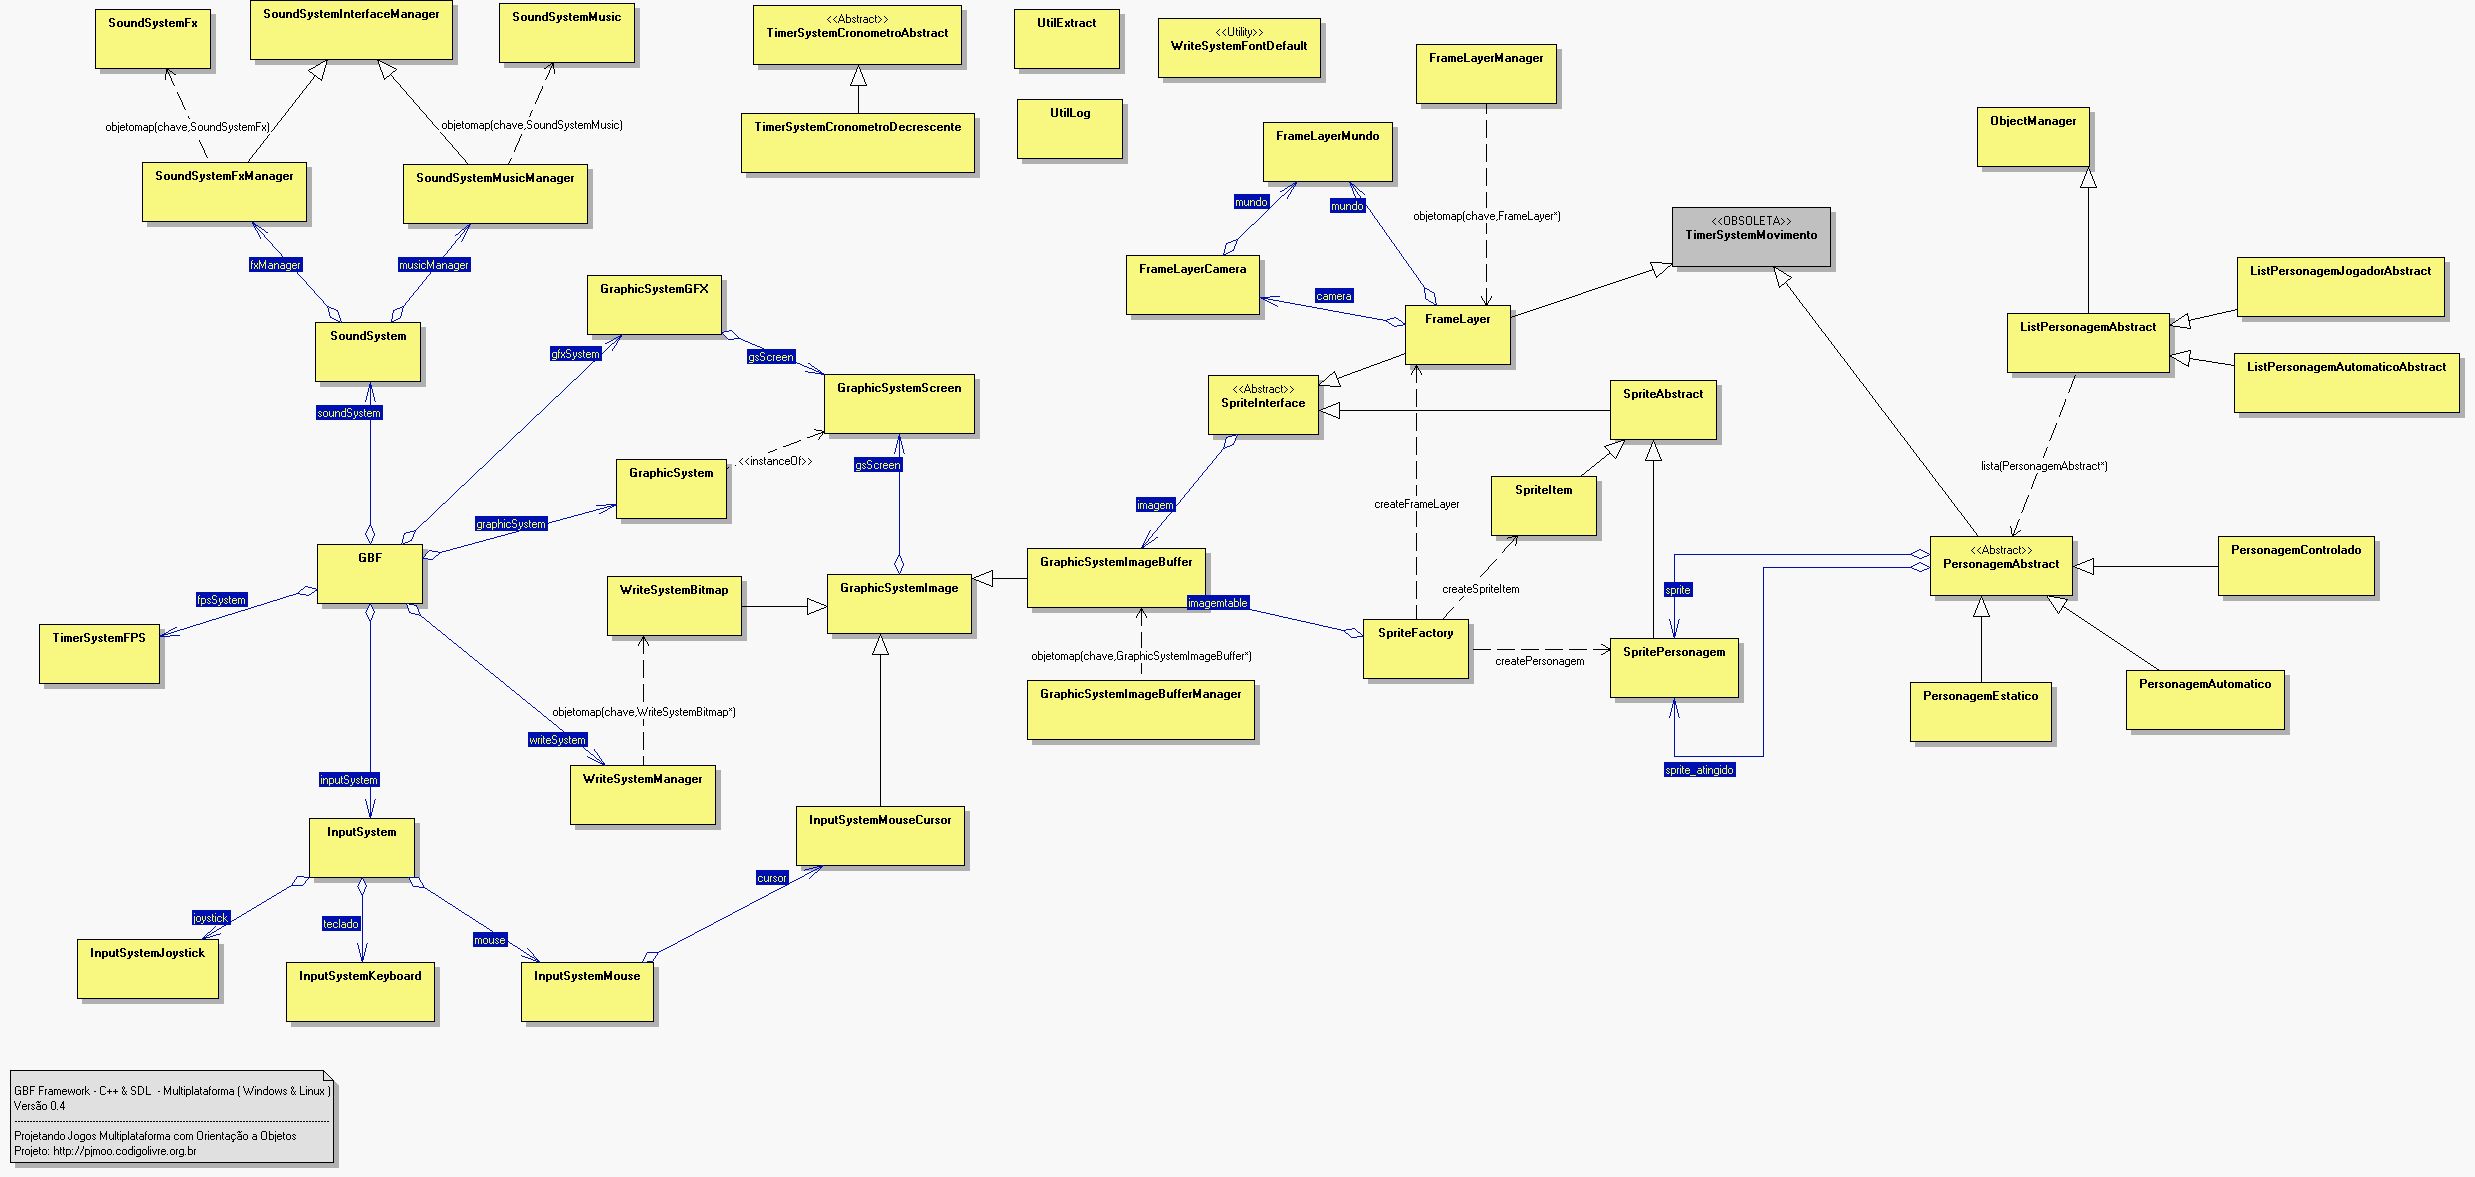 SoundSystemFx
SoundSystemInterfaceManager
SoundSystemMusic
<<Abstract>>
TimerSystemCronometroAbstract
UtilExtract
<<Utility>>
WriteSystemFontDefault
FrameLayerManager
objetomap(chave,SoundSystemFx)
objetomap(chave,SoundSystemMusic)
TimerSystemCronometroDecrescente
UtilLog
FrameLayerMundo
ObjectManager
SoundSystemFxManager
SoundSystemMusicManager
mundo
mundo
objetomap(chave,FrameLayer*)
<<OBSOLETA>>
TimerSystemMovimento
fxManager
musicManager
FrameLayerCamera
ListPersonagemJogadorAbstract
GraphicSystemGFX
camera
FrameLayer
ListPersonagemAbstract
SoundSystem
gfxSystem
gsScreen
ListPersonagemAutomaticoAbstract
GraphicSystemScreen
<<Abstract>>
SpriteInterface
SpriteAbstract
soundSystem
<<instanceOf>>
gsScreen
GraphicSystem
lista(PersonagemAbstract*)
SpriteItem
imagem
createFrameLayer
graphicSystem
GBF
GraphicSystemImageBuffer
<<Abstract>>
PersonagemAbstract
PersonagemControlado
WriteSystemBitmap
GraphicSystemImage
createSpriteItem
sprite
fpsSystem
imagemtable
TimerSystemFPS
SpriteFactory
SpritePersonagem
objetomap(chave,GraphicSystemImageBuffer*)
createPersonagem
GraphicSystemImageBufferManager
PersonagemEstatico
PersonagemAutomatico
objetomap(chave,WriteSystemBitmap*)
writeSystem
sprite_atingido
inputSystem
WriteSystemManager
InputSystem
InputSystemMouseCursor
cursor
joystick
teclado
mouse
InputSystemJoystick
InputSystemKeyboard
InputSystemMouse
GBF Framework - C++ & SDL - Multiplataforma ( Windows & Linux )
Versão 0.4
Projetando Jogos Multiplataforma com Orientação a Objetos
Projeto: http://pjmoo.codigolivre.org.br